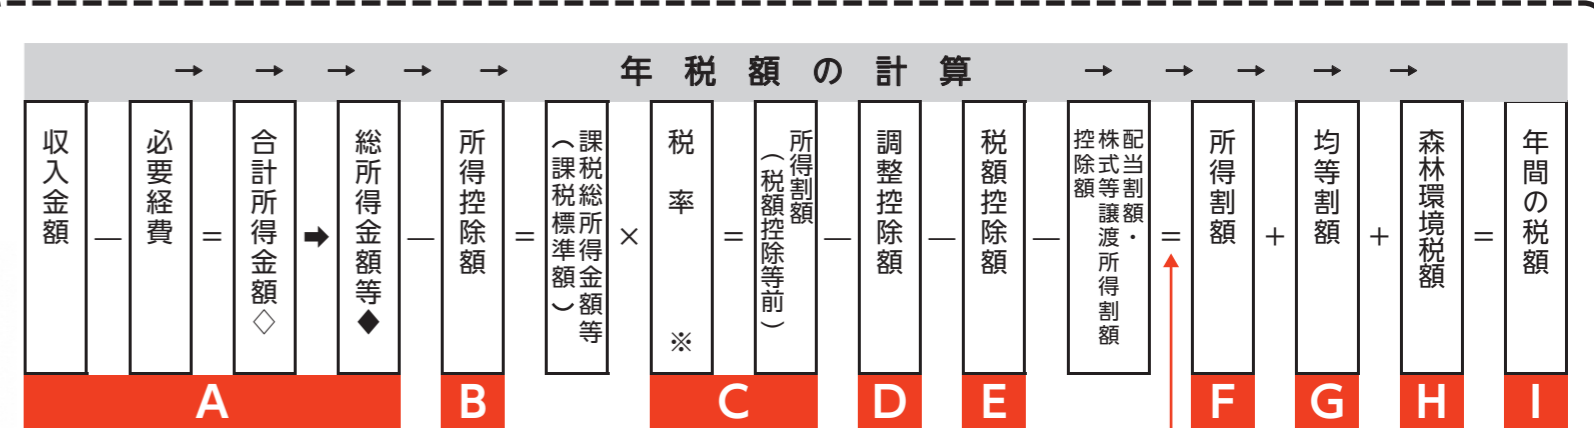 → → → → → 年税額の計算 → → → → →
収入金額
―
必要経費
＝
合計所得金額◇
➡
総所得金額等◆
―
所得控除額
＝
課税総所得金額等
（課税標準額）
×
税率 ※
＝
所得割額
（税額控除等前）
―
調整控除額
―
税額控除額
―
配当割額・
株式等譲渡所得割額
控除額
＝
所得割額
＋
均等割額
＋
森林環境税額
＝
年間の税額
A
B
C
D
E
F
G
H
I